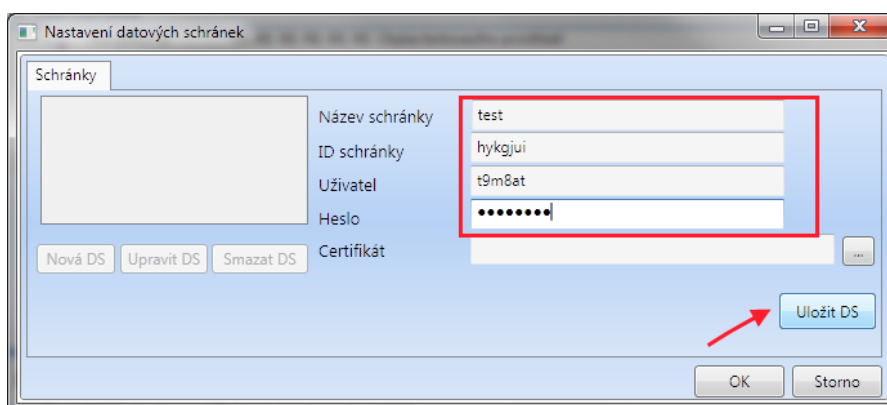 Nastavení datových schránek
Schránky
Název schránky test
ID schránky hykgjui
Uživatel t9m8at
Heslo ••••••••
Certifikát ...
Nová DS Upravit DS Smazat DS
Uložit DS
OK Storno